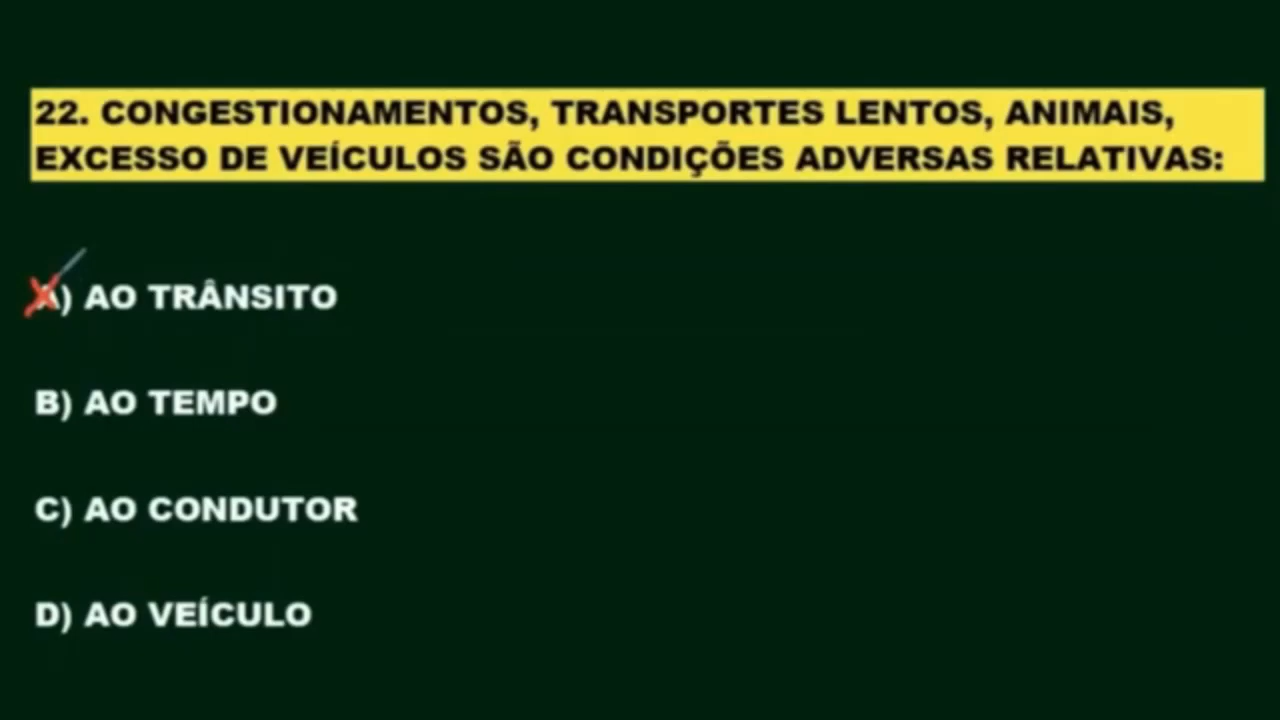 22. CONGESTIONAMENTOS, TRANSPORTES LENTOS, ANIMAIS,
EXCESSO DE VEÍCULOS SÃO CONDIÇÕES ADVERSAS RELATIVAS:
A) AO TRÂNSITO
B) AO TEMPO
C) AO CONDUTOR
D) AO VEÍCULO